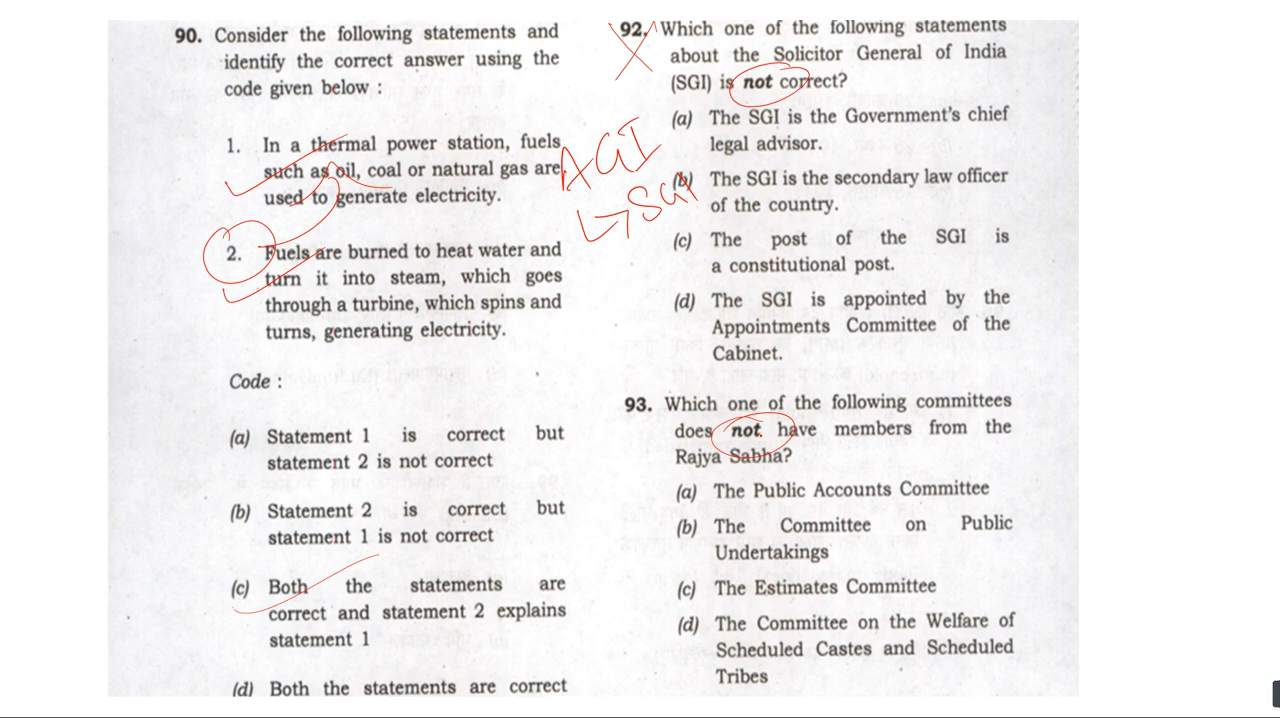 90. Consider the following statements and
identify the correct answer using the
code given below :
1. In a thermal power station, fuels
such as oil, coal or natural gas are
used to generate electricity.
2. Fuels are burned to heat water and
turn it into steam, which goes
through a turbine, which spins and
turns, generating electricity.
Code :
(a) Statement 1 is correct but
statement 2 is not correct
(b) Statement 2 is correct but
statement 1 is not correct
(c) Both the statements are
correct and statement 2 explains
statement 1
(d) Both the statements are correct
AGI
SGI
92. Which one of the following statements
about the Solicitor General of India
(SGI) is not correct?
(a) The SGI is the Government's chief
legal advisor.
(b) The SGI is the secondary law officer
of the country.
(c) The post of the SGI is
a constitutional post.
(d) The SGI is appointed by the
Appointments Committee of the
Cabinet.
93. Which one of the following committees
does not have members from the
Rajya Sabha?
(a) The Public Accounts Committee
(b) The Committee on Public
Undertakings
(c) The Estimates Committee
(d) The Committee on the Welfare of
Scheduled Castes and Scheduled
Tribes